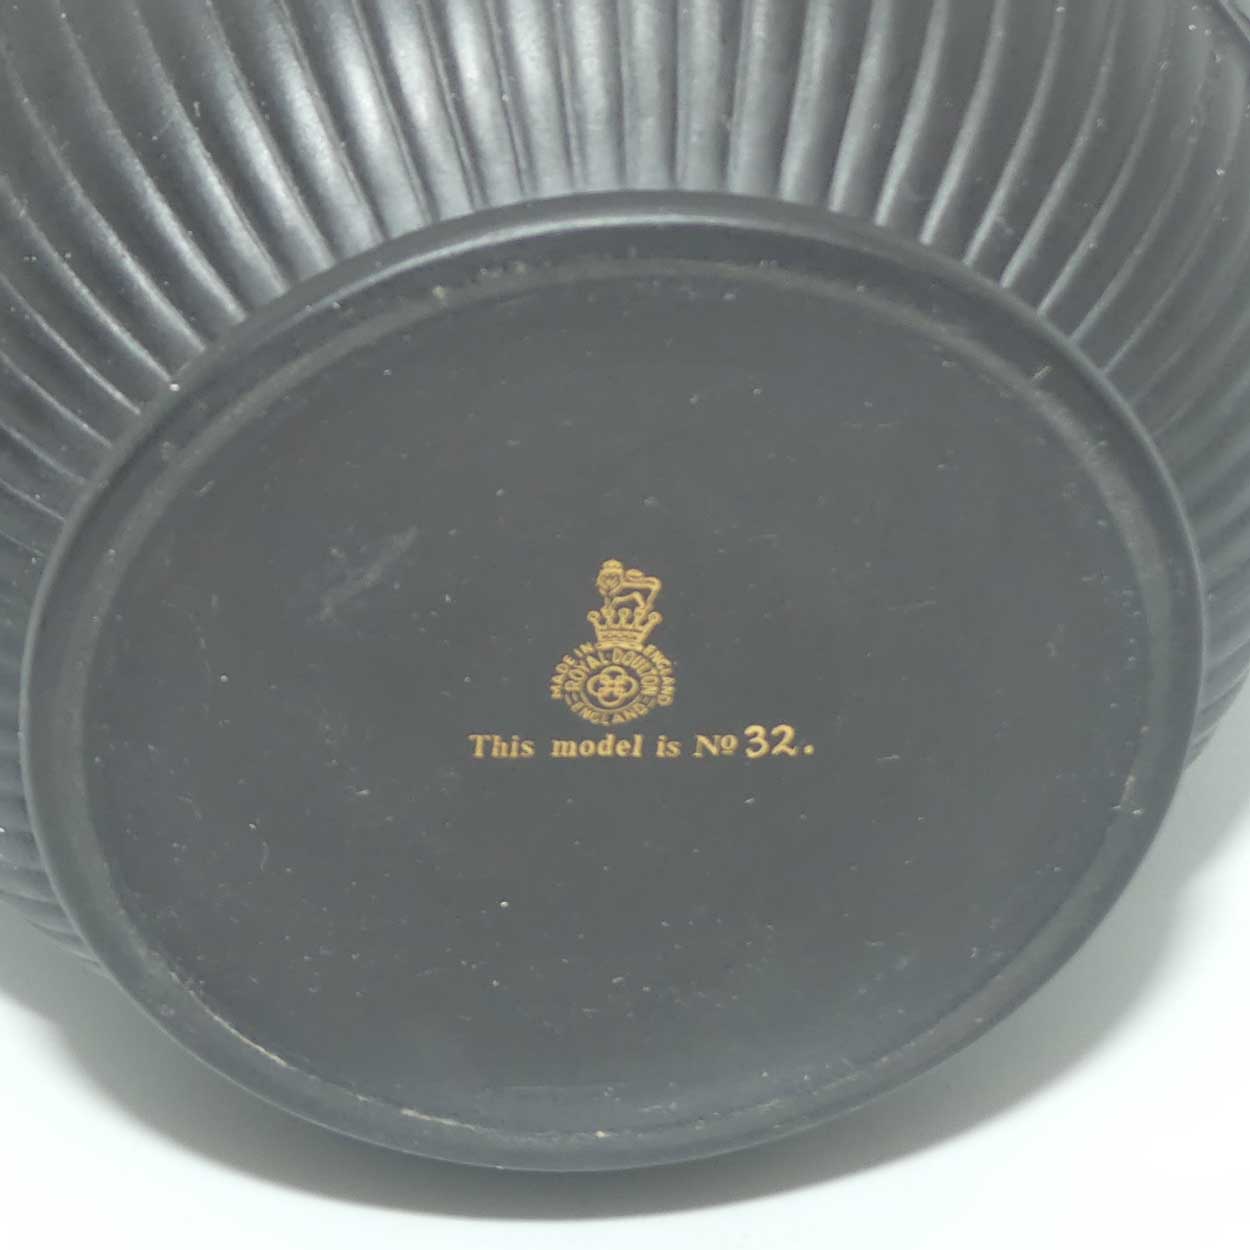 MADE IN ENGLAND
ROYAL·DOULTON
ENGLAND
This model is Nº 32.